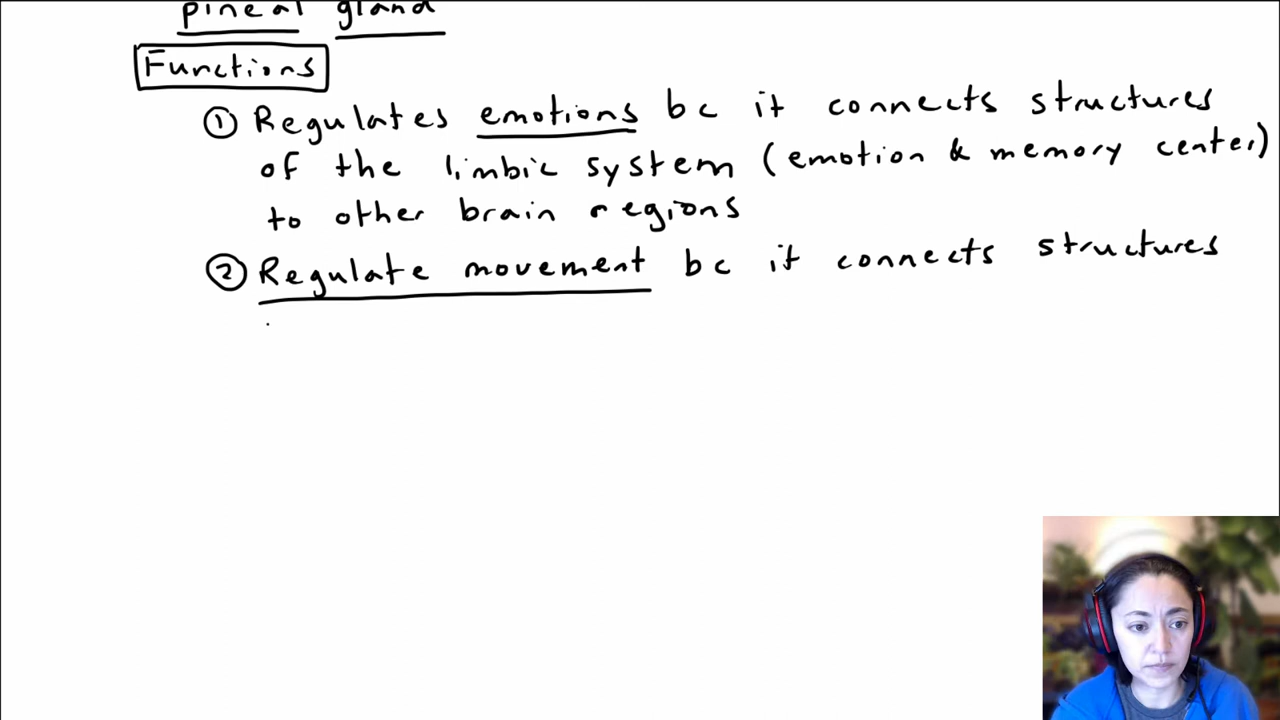 pineal gland
Functions
① Regulates emotions bc it connects structures
of the limbic system (emotion & memory center)
to other brain regions
② Regulate movement bc it connects structures